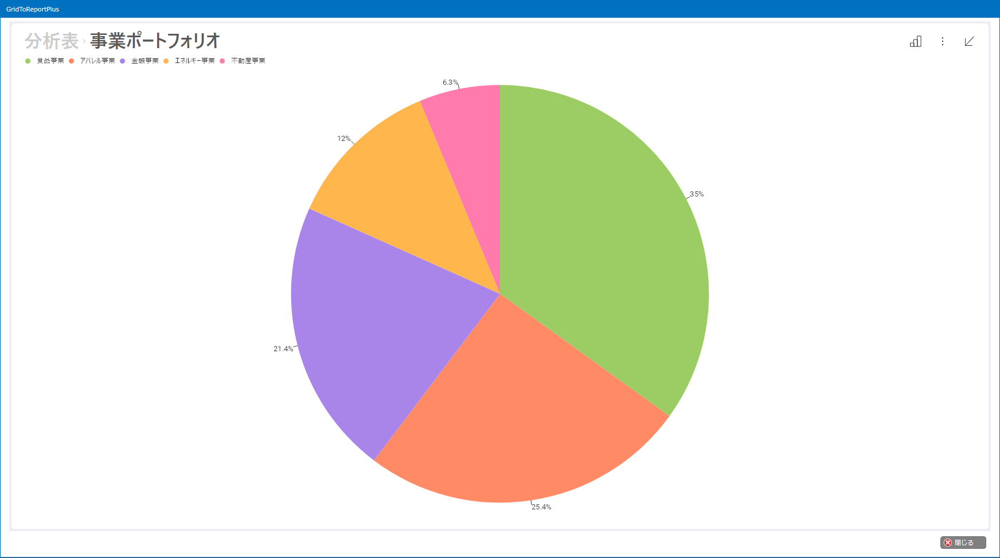 GridToReportPlus
分析表 › 事業ポートフォリオ
食品事業 アパレル事業 金融事業 エネルギー事業 不動産事業
6.3%
12%
35%
21.4%
25.4%
閉じる